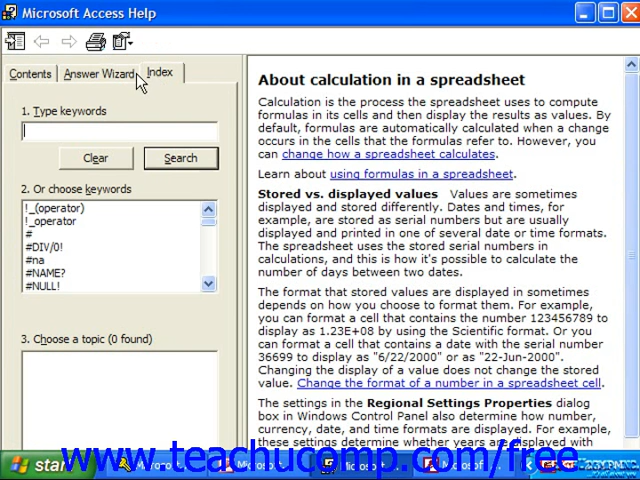 Microsoft Access Help
Contents
Answer Wizard
Index
1. Type keywords
Clear
Search
2. Or choose keywords
!_(operator)
!_operator
#
#DIV/0!
#na
#NAME?
#NULL!
3. Choose a topic (0 found)
About calculation in a spreadsheet
Calculation is the process the spreadsheet uses to compute
formulas in its cells and then display the results as values. By
default, formulas are automatically calculated when a change
occurs in the cells that the formulas refer to. However, you
can change how a spreadsheet calculates.
Learn about using formulas in a spreadsheet.
Stored vs. displayed values Values are sometimes
displayed and stored differently. Dates and times, for
example, are stored as serial numbers but are usually
displayed and printed in one of several date or time formats.
The spreadsheet uses the stored serial numbers in
calculations, and this is how it's possible to calculate the
number of days between two dates.
The format that stored values are displayed in sometimes
depends on how you choose to format them. For example,
you can format a cell that contains the number 123456789 to
display as 1.23E+08 by using the Scientific format. Or you
can format a cell that contains a date with the serial number
36699 to display as "6/22/2000" or as "22-Jun-2000".
Changing the display of a value does not change the stored
value. Change the format of a number in a spreadsheet cell.
The settings in the Regional Settings Properties dialog
box in Windows Control Panel also determine how number,
currency, date, and time formats are displayed. For example,
these settings determine whether years are displayed with
www.teachucomp.com/free
start